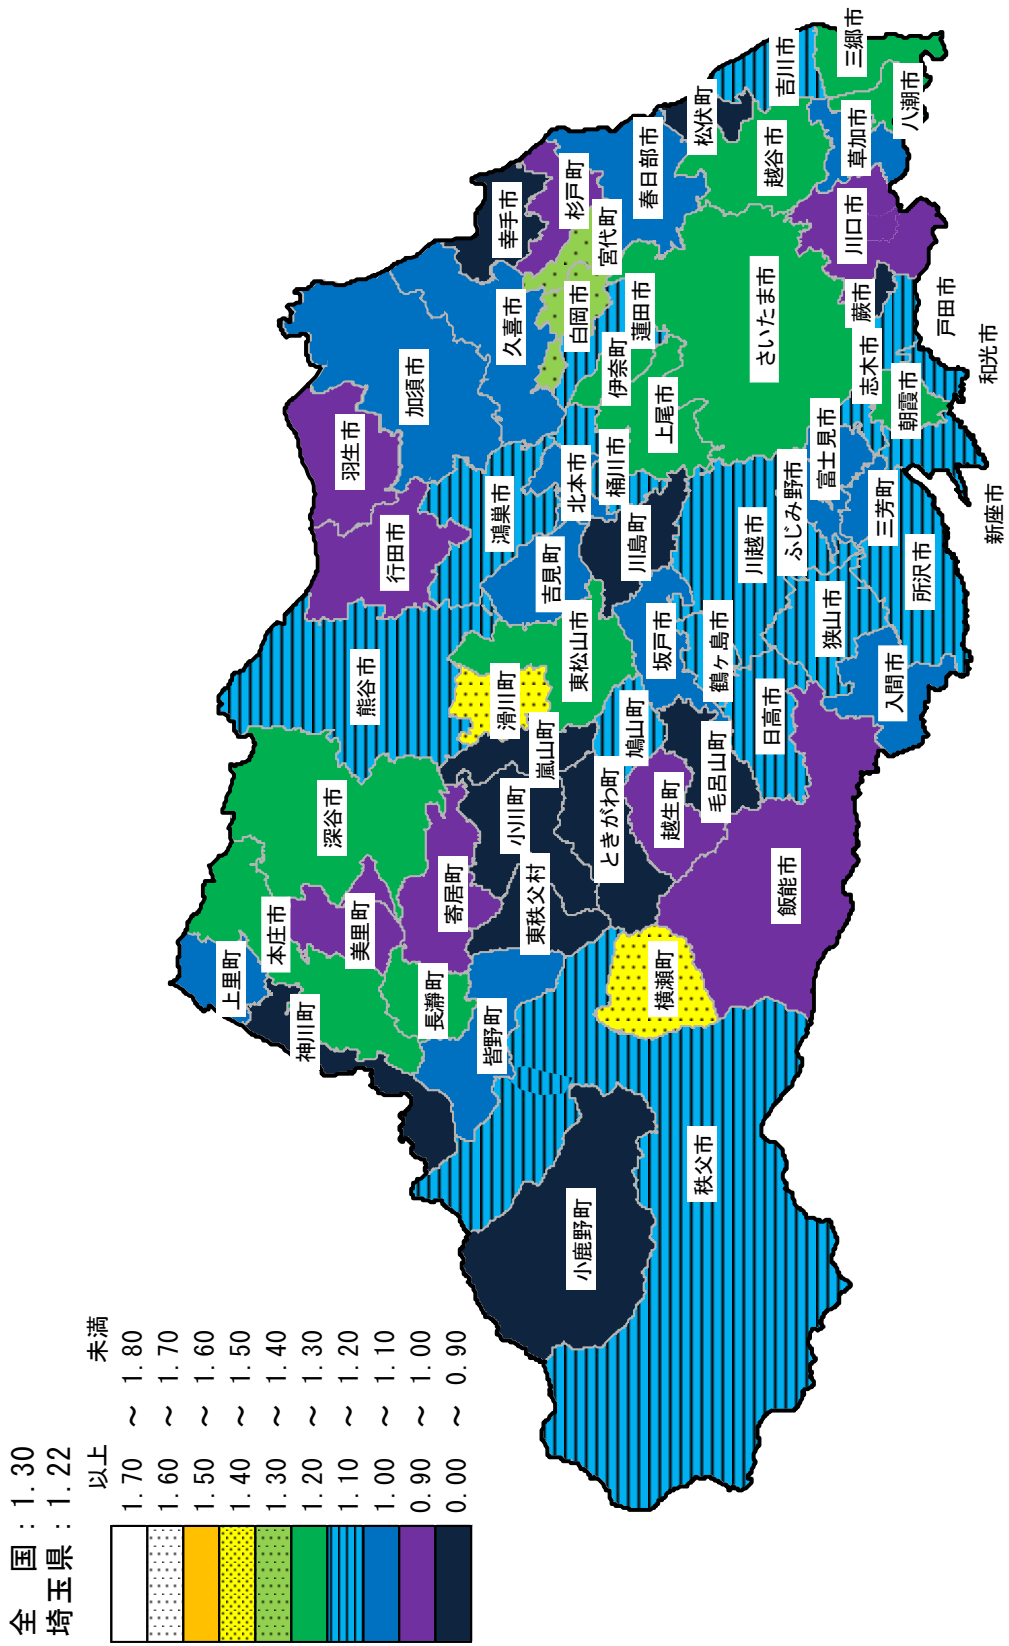 全　国：1.30
埼玉県：1.22
以上　未満
1.70 ～ 1.80
1.60 ～ 1.70
1.50 ～ 1.60
1.40 ～ 1.50
1.30 ～ 1.40
1.20 ～ 1.30
1.10 ～ 1.20
1.00 ～ 1.10
0.90 ～ 1.00
0.00 ～ 0.90
上里町
本庄市
神川町
美里町
深谷市
寄居町
長瀞町
皆野町
熊谷市
行田市
羽生市
加須市
鴻巣市
久喜市
幸手市
杉戸町
宮代町
白岡市
蓮田市
伊奈町
上尾市
桶川市
北本市
吉見町
川島町
東松山市
滑川町
嵐山町
小川町
東秩父村
ときがわ町
鳩山町
越生町
毛呂山町
坂戸市
鶴ヶ島市
日高市
飯能市
横瀬町
秩父市
小鹿野町
川越市
狭山市
入間市
所沢市
ふじみ野市
富士見市
三芳町
志木市
朝霞市
新座市
和光市
戸田市
蕨市
川口市
さいたま市
春日部市
松伏町
越谷市
吉川市
草加市
三郷市
八潮市